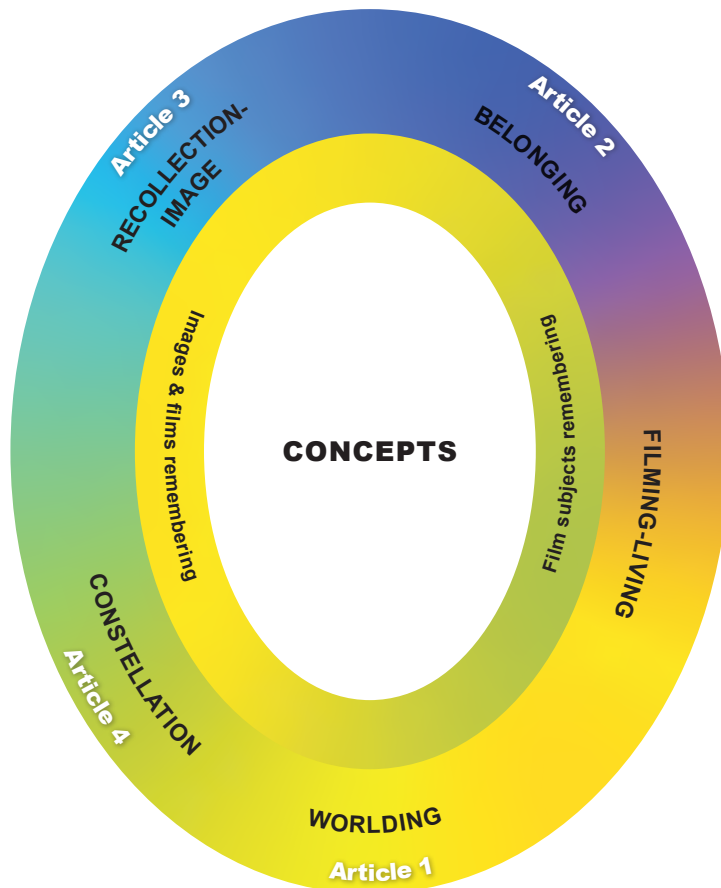 Article 3
RECOLLECTION-
IMAGE
Article 2
BELONGING
Images & films remembering
CONCEPTS
Film subjects remembering
FILMING-LIVING
CONSTELLATION
Article 4
WORLDING
Article 1